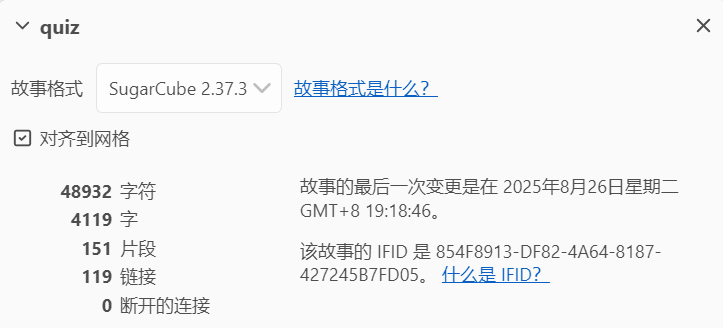 quiz
故事格式 SugarCube 2.37.3 故事格式是什么?
对齐到网格
48932 字符
4119 字
151 片段
119 链接
0 断开的连接
故事的最后一次变更是在 2025年8月26日星期二
GMT+8 19:18:46。
该故事的 IFID 是 854F8913-DF82-4A64-8187-
427245B7FD05。 什么是 IFID?